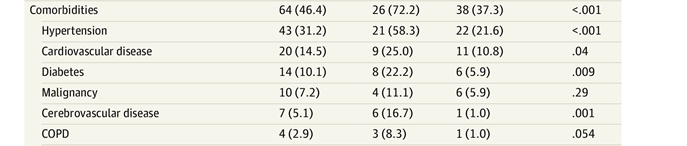 Comorbidities 64 (46.4) 26 (72.2) 38 (37.3) <.001
Hypertension 43 (31.2) 21 (58.3) 22 (21.6) <.001
Cardiovascular disease 20 (14.5) 9 (25.0) 11 (10.8) .04
Diabetes 14 (10.1) 8 (22.2) 6 (5.9) .009
Malignancy 10 (7.2) 4 (11.1) 6 (5.9) .29
Cerebrovascular disease 7 (5.1) 6 (16.7) 1 (1.0) .001
COPD 4 (2.9) 3 (8.3) 1 (1.0) .054